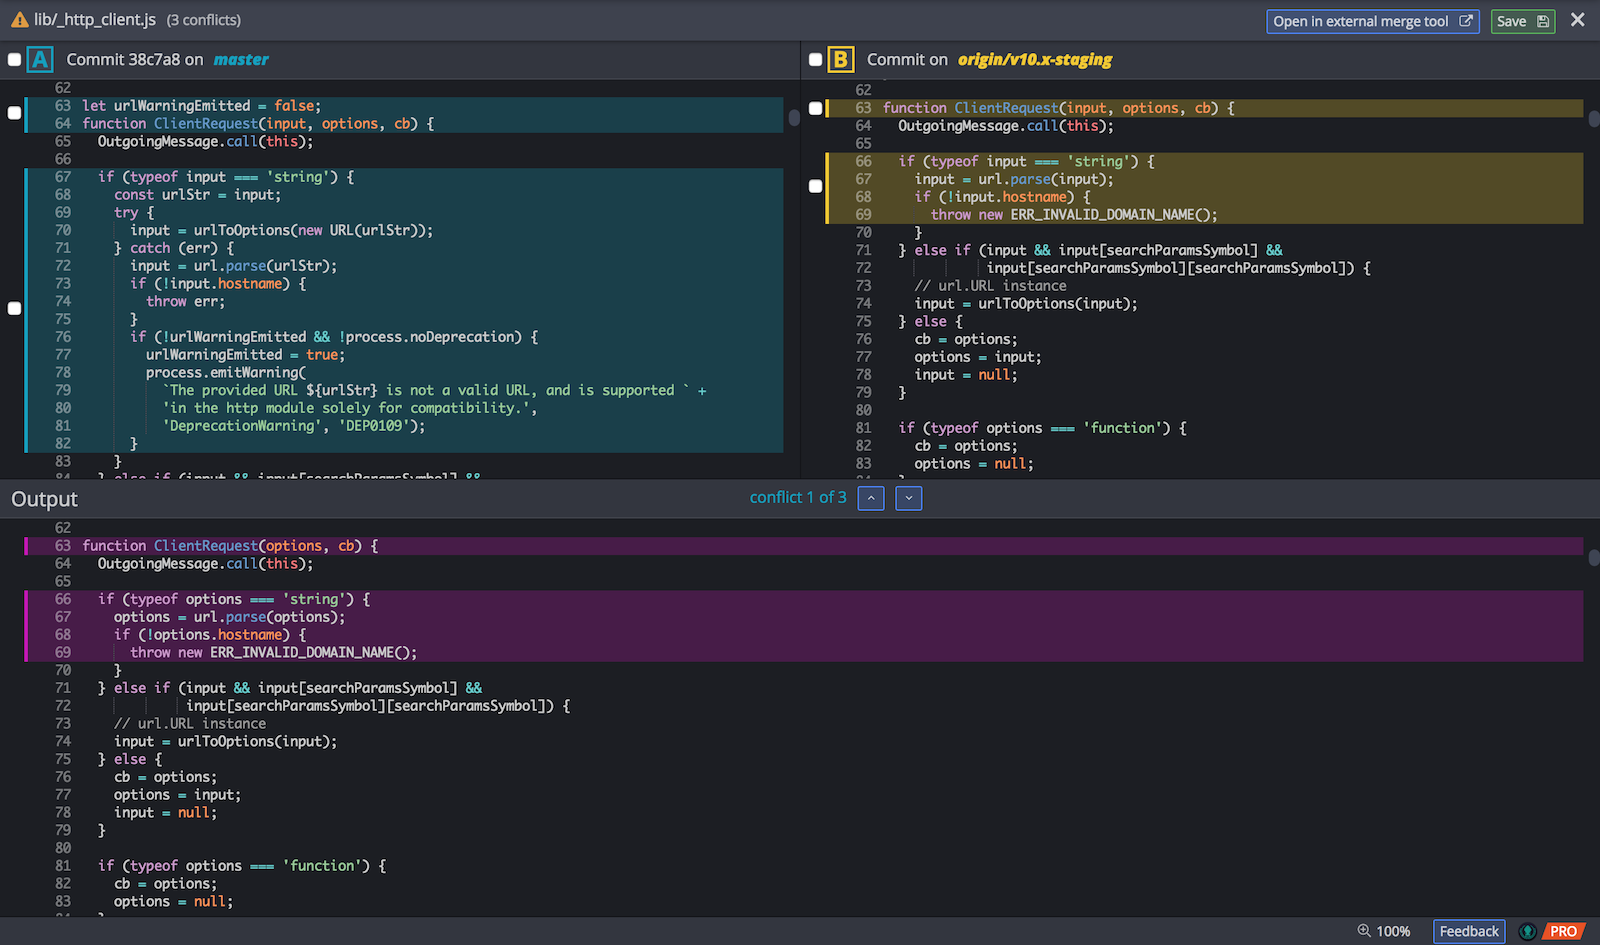 lib/_http_client.js (3 conflicts)
Open in external merge tool
Save
A Commit 38c7a8 on master
62
63 let urlWarningEmitted = false;
64 function ClientRequest(input, options, cb) {
65 OutgoingMessage.call(this);
66
67 if (typeof input === 'string') {
68 const urlStr = input;
69 try {
70 input = urlToOptions(new URL(urlStr));
71 } catch (err) {
72 input = url.parse(urlStr);
73 if (!input.hostname) {
74 throw err;
75 }
76 if (!urlWarningEmitted && !process.noDeprecation) {
77 urlWarningEmitted = true;
78 process.emitWarning(
79 `The provided URL ${urlStr} is not a valid URL, and is supported ` +
80 'in the http module solely for compatibility.',
81 'DeprecationWarning', 'DEP0109');
82 }
83 }
84 } else if (input && input[searchParamsSymbol] &&
B Commit on origin/v10.x-staging
62
63 function ClientRequest(input, options, cb) {
64 OutgoingMessage.call(this);
65
66 if (typeof input === 'string') {
67 input = url.parse(input);
68 if (!input.hostname) {
69 throw new ERR_INVALID_DOMAIN_NAME();
70 }
71 } else if (input && input[searchParamsSymbol] &&
72 input[searchParamsSymbol][searchParamsSymbol]) {
73 // url.URL instance
74 input = urlToOptions(input);
75 } else {
76 cb = options;
77 options = input;
78 input = null;
79 }
80
81 if (typeof options === 'function') {
82 cb = options;
83 options = null;
Output
conflict 1 of 3
62
63 function ClientRequest(options, cb) {
64 OutgoingMessage.call(this);
65
66 if (typeof options === 'string') {
67 options = url.parse(options);
68 if (!options.hostname) {
69 throw new ERR_INVALID_DOMAIN_NAME();
70 }
71 } else if (input && input[searchParamsSymbol] &&
72 input[searchParamsSymbol][searchParamsSymbol]) {
73 // url.URL instance
74 input = urlToOptions(input);
75 } else {
76 cb = options;
77 options = input;
78 input = null;
79 }
80
81 if (typeof options === 'function') {
82 cb = options;
83 options = null;
100%
Feedback
PRO